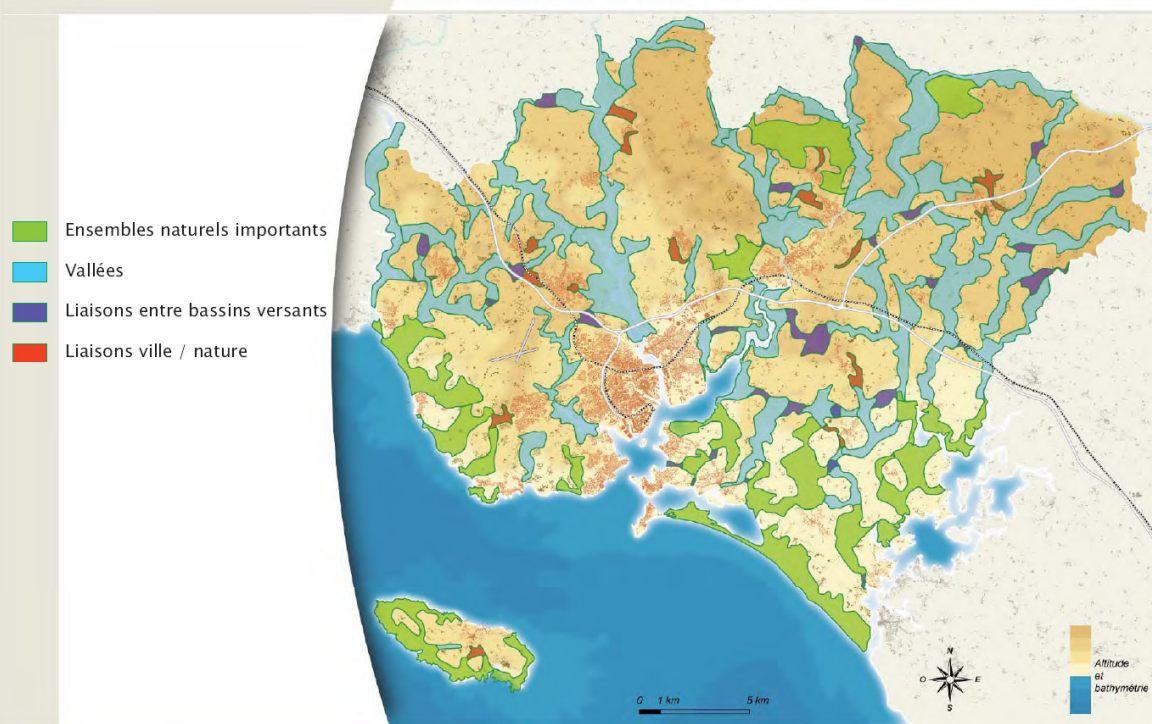 Ensembles naturels importants
Vallées
Liaisons entre bassins versants
Liaisons ville / nature
N
O
E
S
0 1 km 5 km
Altitude
et
bathymétrie